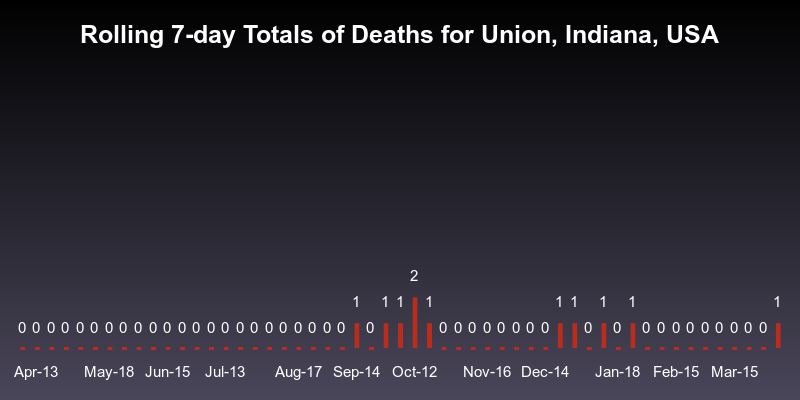 Rolling 7-day Totals of Deaths for Union, Indiana, USA
2
1 1 1 1 1 1 1 1 1
0 0 0 0 0 0 0 0 0 0 0 0 0 0 0 0 0 0 0 0 0 0 0 0 0 0 0 0 0 0 0 0 0 0 0 0 0 0 0 0 0 0 0
Apr-13 May-18 Jun-15 Jul-13 Aug-17 Sep-14 Oct-12 Nov-16 Dec-14 Jan-18 Feb-15 Mar-15